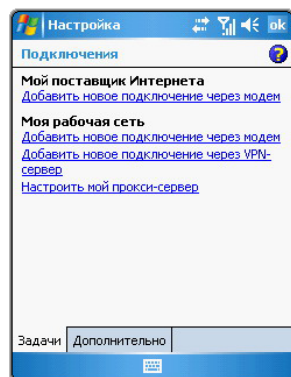 Настройка
ok
Подключения
Мой поставщик Интернета
Добавить новое подключение через модем
Моя рабочая сеть
Добавить новое подключение через модем
Добавить новое подключение через VPN-
сервер
Настроить мой прокси-сервер
Задачи Дополнительно